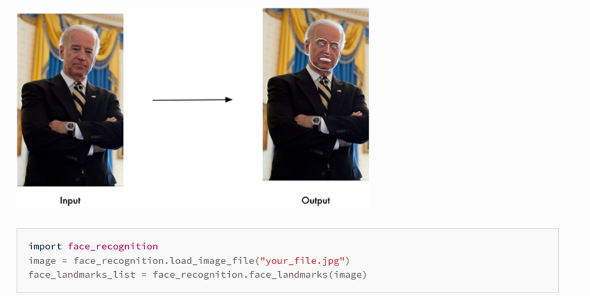 Input
Output
import face_recognition
image = face_recognition.load_image_file("your_file.jpg")
face_landmarks_list = face_recognition.face_landmarks(image)